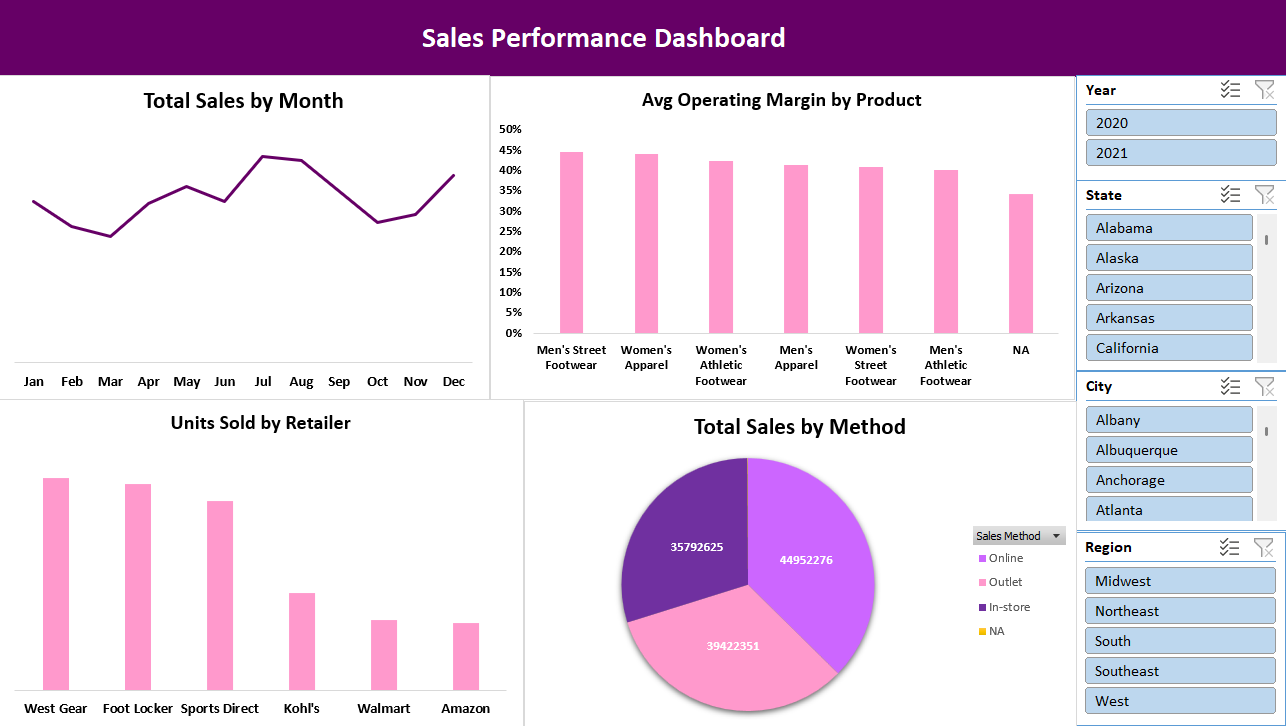 Sales Performance Dashboard
Total Sales by Month
Jan Feb Mar Apr May Jun Jul Aug Sep Oct Nov Dec
Avg Operating Margin by Product
50%
45%
40%
35%
30%
25%
20%
15%
10%
5%
0%
Men's Street
Footwear
Women's
Apparel
Women's
Athletic
Footwear
Men's
Apparel
Women's
Street
Footwear
Men's
Athletic
Footwear
NA
Units Sold by Retailer
West Gear Foot Locker Sports Direct Kohl's Walmart Amazon
Total Sales by Method
35792625
44952276
39422351
Sales Method
Online
Outlet
In-store
NA
Year
2020
2021
State
Alabama
Alaska
Arizona
Arkansas
California
City
Albany
Albuquerque
Anchorage
Atlanta
Region
Midwest
Northeast
South
Southeast
West